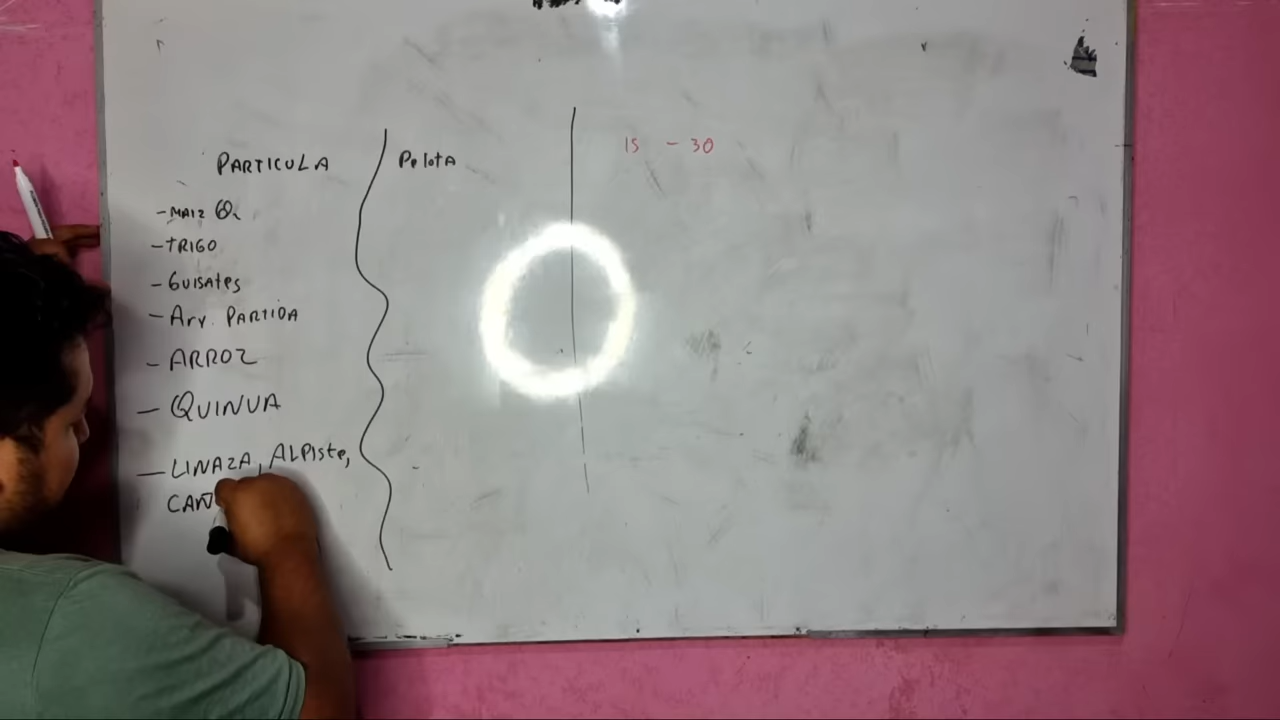 PARTICULA
- MAIZ Q.
- TRIGO
- GUISANTES
- Arv. PARTIDA
- ARROZ
- QUINUA
- LINAZA, ALPISTE,
CAÑ
Pelota
15 - 30